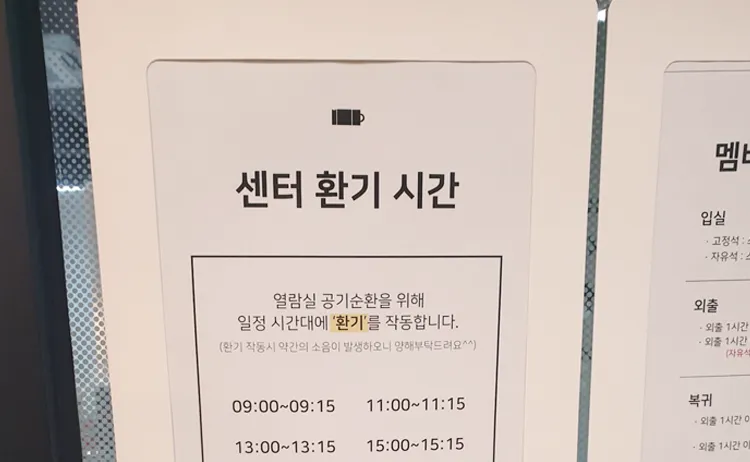 센터 환기 시간
열람실 공기순환을 위해
일정 시간대에 '환기'를 작동합니다.
(환기 작동시 약간의 소음이 발생하오니 양해부탁드려요^^)
09:00~09:15 11:00~11:15
13:00~13:15 15:00~15:15
입실
· 고정석 :
· 자유석 :
외출
· 외출 1시간
· 외출 1시간
(자유석
복귀
· 외출 1시간
· 외출 1시간